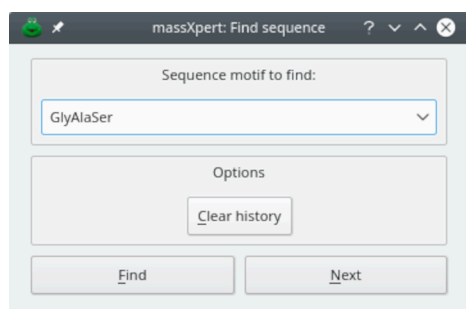 massXpert: Find sequence
?
Sequence motif to find:
GlyAlaSer
Options
Clear history
Find
Next